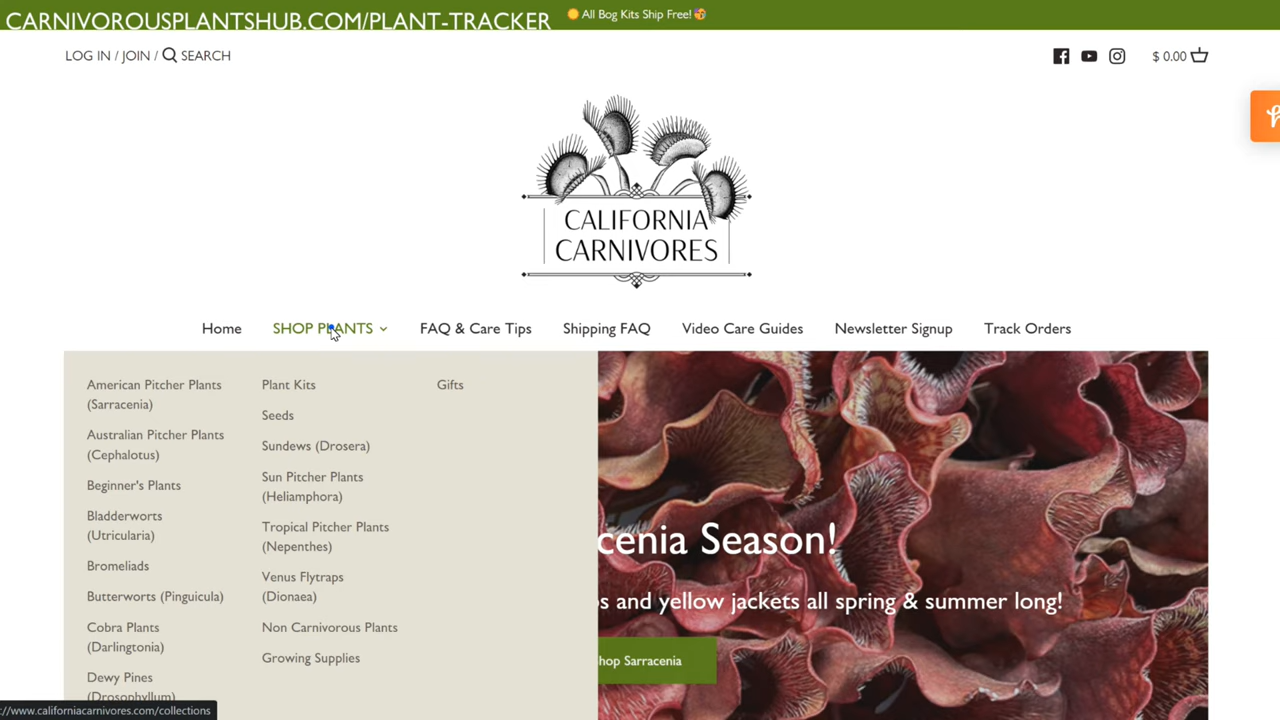 CARNIVOROUSPLANTSHUB.COM/PLANT-TRACKER
All Bog Kits Ship Free!
LOG IN / JOIN / SEARCH
$ 0.00
CALIFORNIA
CARNIVORES
Home
SHOP PLANTS
FAQ & Care Tips
Shipping FAQ
Video Care Guides
Newsletter Signup
Track Orders
American Pitcher Plants
(Sarracenia)
Australian Pitcher Plants
(Cephalotus)
Beginner's Plants
Bladderworts
(Utricularia)
Bromeliads
Butterworts (Pinguicula)
Cobra Plants
(Darlingtonia)
Dewy Pines
(Drosophyllum)
Plant Kits
Seeds
Sundews (Drosera)
Sun Pitcher Plants
(Heliamphora)
Tropical Pitcher Plants
(Nepenthes)
Venus Flytraps
(Dionaea)
Non Carnivorous Plants
Growing Supplies
Gifts
cenia Season!
s and yellow jackets all spring & summer long!
hop Sarracenia
://www.californiacarnivores.com/collections